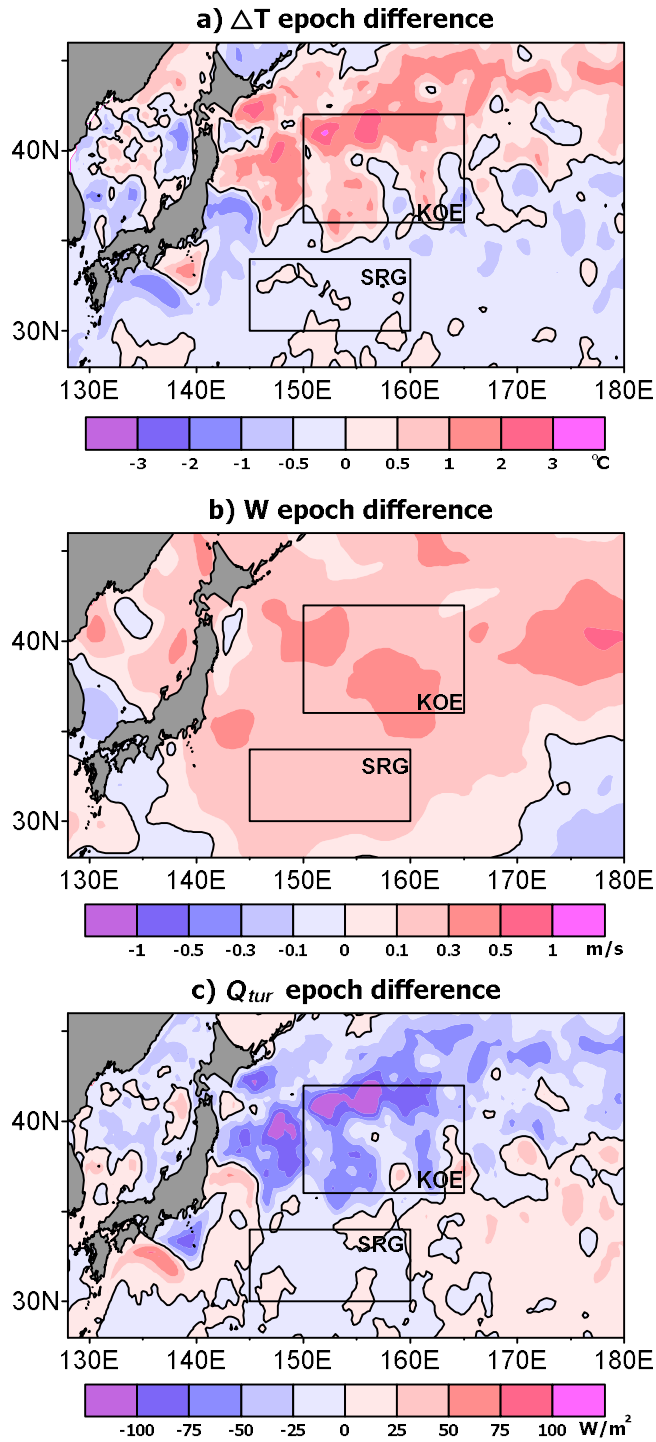 a) △T epoch difference
40N
KOE
SRG
30N
130E 140E 150E 160E 170E 180E
-3 -2 -1 -0.5 0 0.5 1 2 3 °C
b) W epoch difference
40N
KOE
SRG
30N
130E 140E 150E 160E 170E 180E
-1 -0.5 -0.3 -0.1 0 0.1 0.3 0.5 1 m/s
c) Qtur epoch difference
40N
KOE
SRG
30N
130E 140E 150E 160E 170E 180E
-100 -75 -50 -25 0 25 50 75 100 W/m²